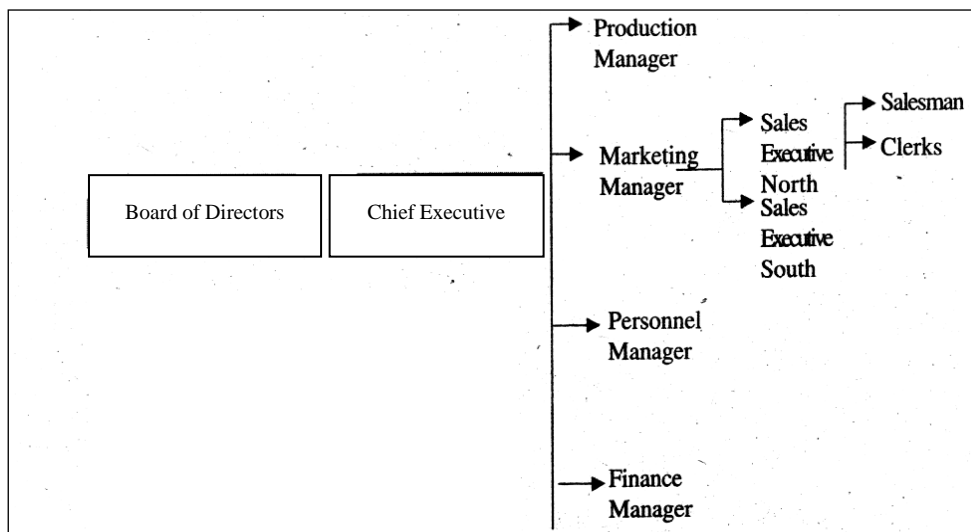 Board of Directors
Chief Executive
Production
Manager
Marketing
Manager
Sales
Executive
North
Sales
Executive
South
Salesman
Clerks
Personnel
Manager
Finance
Manager